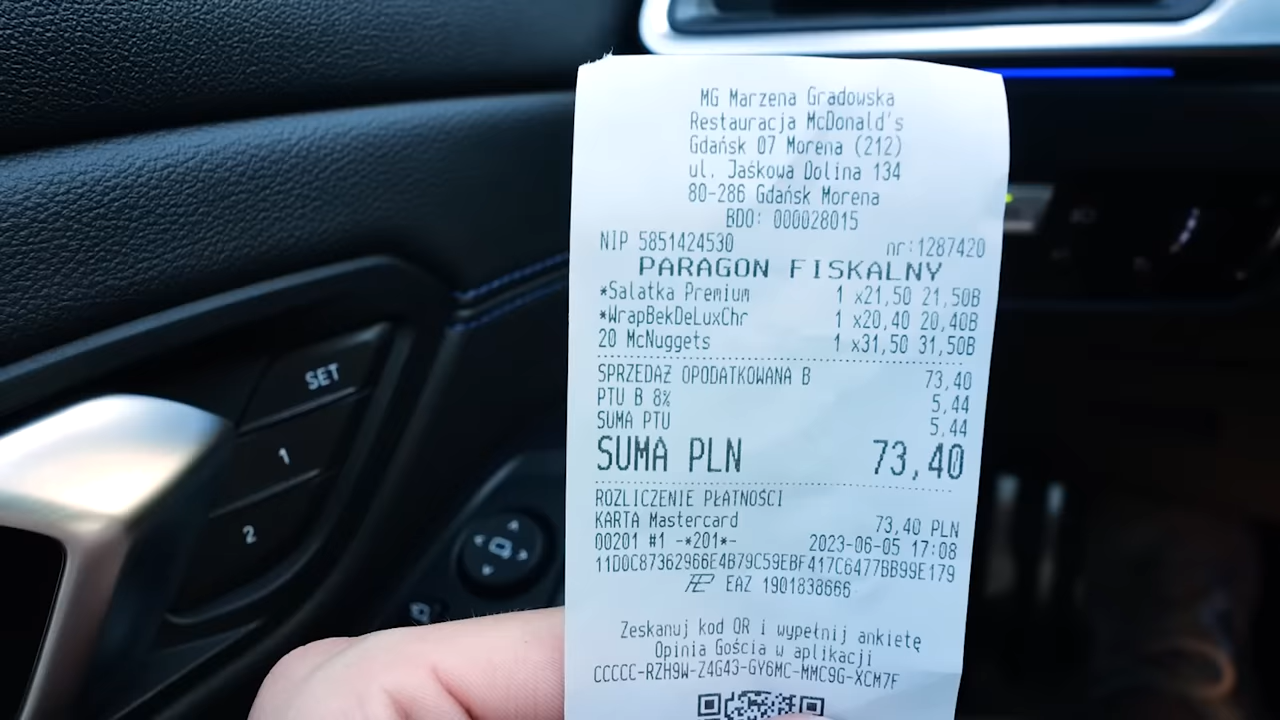 MG Marzena Gradowska
Restauracja McDonald's
Gdańsk 07 Morena (212)
ul. Jaśkowa Dolina 134
80-286 Gdańsk Morena
BDO: 000028015
NIP 5851424530 nr:1287420
PARAGON FISKALNY
*Salatka Premium 1 x21,50 21,50B
*WrapBekDeLuxChr 1 x20,40 20,40B
20 McNuggets 1 x31,50 31,50B
SPRZEDAŻ OPODATKOWANA B 73,40
PTU B 8% 5,44
SUMA PTU 5,44
SUMA PLN 73,40
ROZLICZENIE PŁATNOŚCI
KARTA Mastercard 73,40 PLN
00201 #1 -*201*- 2023-06-05 17:08
11D0C87362966E4B79C59EBF417C6477BB99E179
EAZ 1901838666
Zeskanuj kod QR i wypełnij ankietę
Opinia Gościa w aplikacji
CCCCC-RZH9W-Z4G43-GY6MC-MMC9G-XCM7F
SET
1
2